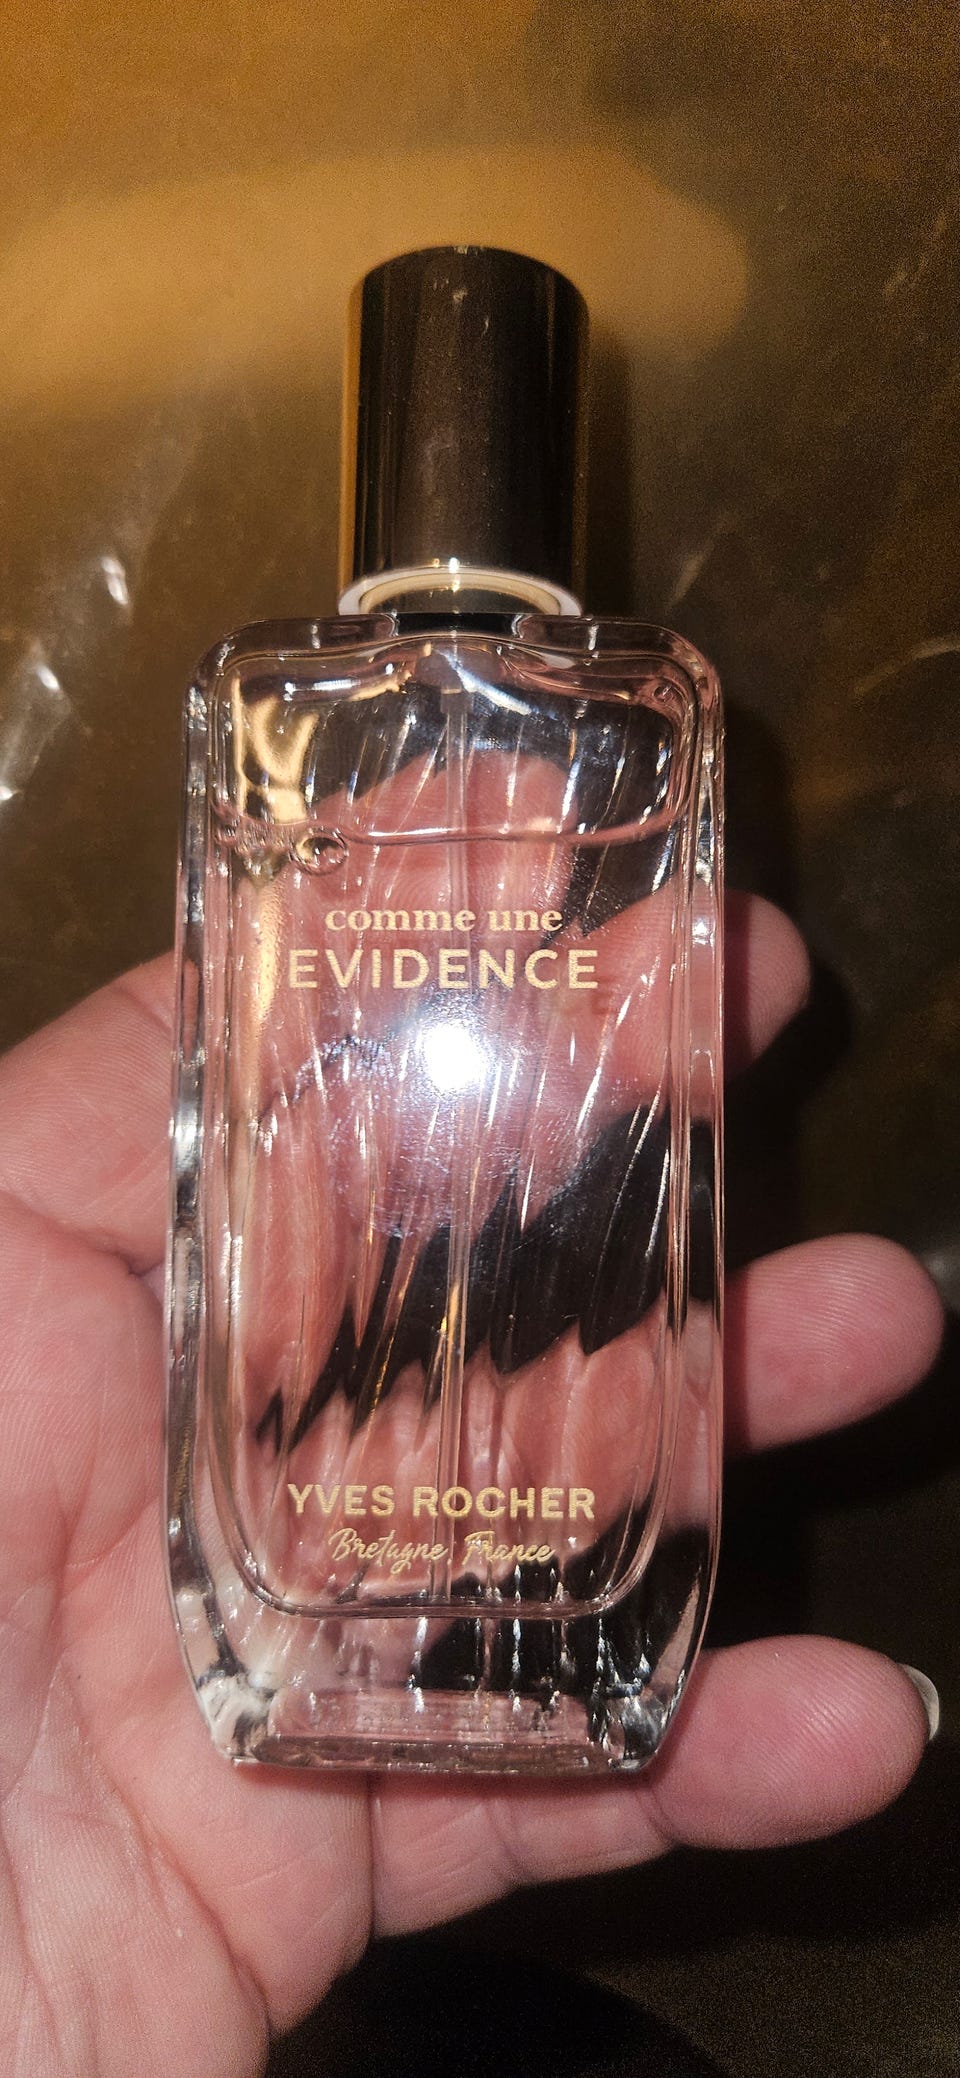 comme une
EVIDENCE
YVES ROCHER
Bretagne, France